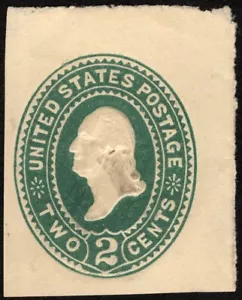 UNITED STATES POSTAGE
TWO 2 CENTS